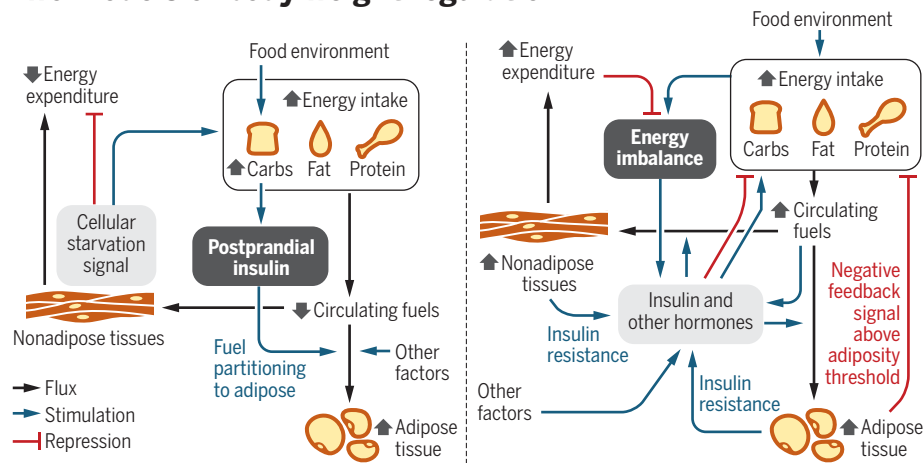 Food environment
Energy
expenditure
Energy intake
Carbs
Fat
Protein
Cellular
starvation
signal
Postprandial
insulin
Nonadipose tissues
Circulating fuels
Fuel
partitioning
to adipose
Other
factors
Flux
Stimulation
Repression
Adipose
tissue
Food environment
Energy
expenditure
Energy intake
Carbs
Fat
Protein
Energy
imbalance
Circulating
fuels
Nonadipose
tissues
Insulin and
other hormones
Insulin
resistance
Negative
feedback
signal
above
adiposity
threshold
Other
factors
Insulin
resistance
Adipose
tissue